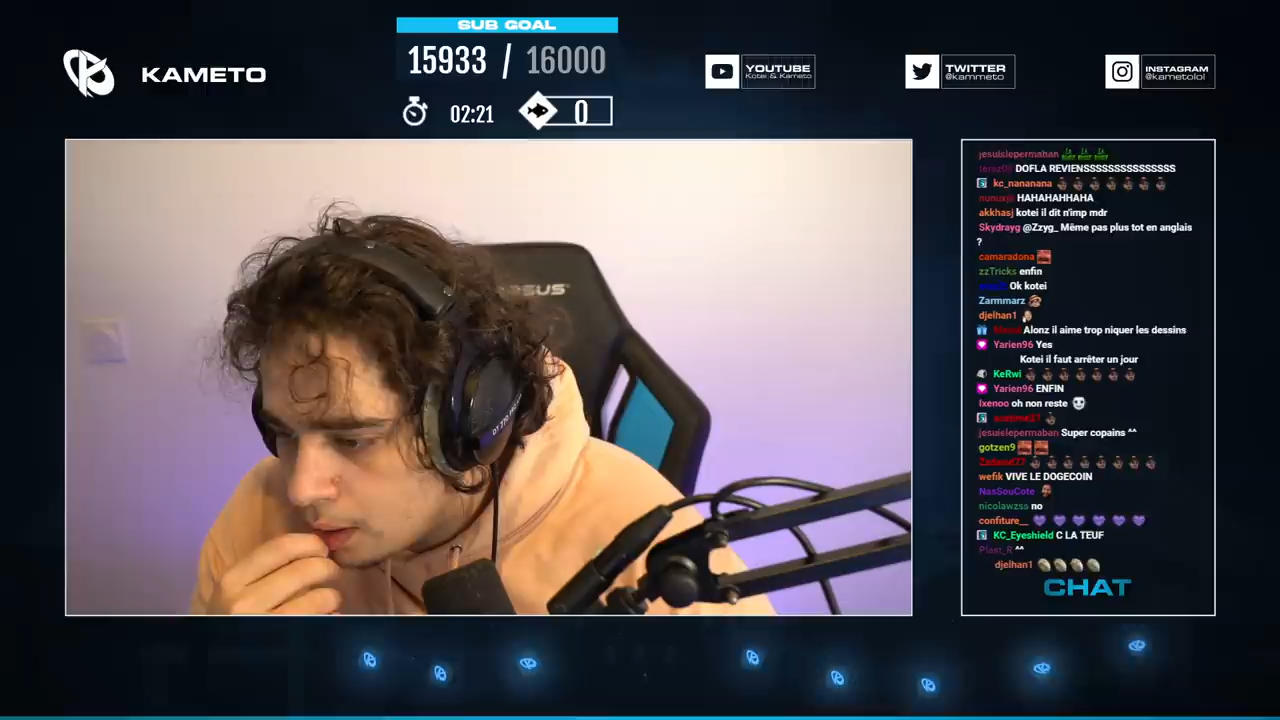 KAMETO
SUB GOAL
15933 / 16000
02:21
0
YOUTUBE
Kotei & Kameto
TWITTER
@kammeto
INSTAGRAM
@kametolol
jesuislepermaban
DOFLA REVIENSSSSSSSSSSSSSSS
kc_nananana
HAHAHAHHAHA
akkhasj kotei il dit n'imp mdr
Skydrayg @Zzyg_ Même pas plus tot en anglais
?
camaradona
zzTricks enfin
Ok kotei
Zarmmarz
djelhan1
Alonz il aime trop niquer les dessins
Yarien96 Yes
Kotei il faut arrêter un jour
KeRwi
Yarien96 ENFIN
Ixenoo oh non reste
jesuislepermaban Super copains ^^
gotzen9
wefik VIVE LE DOGECOIN
NasSouCote
nicolawzss no
confiture__
KC_Eyeshield C LA TEUF
Plast_R ^^
djelhan1
CHAT